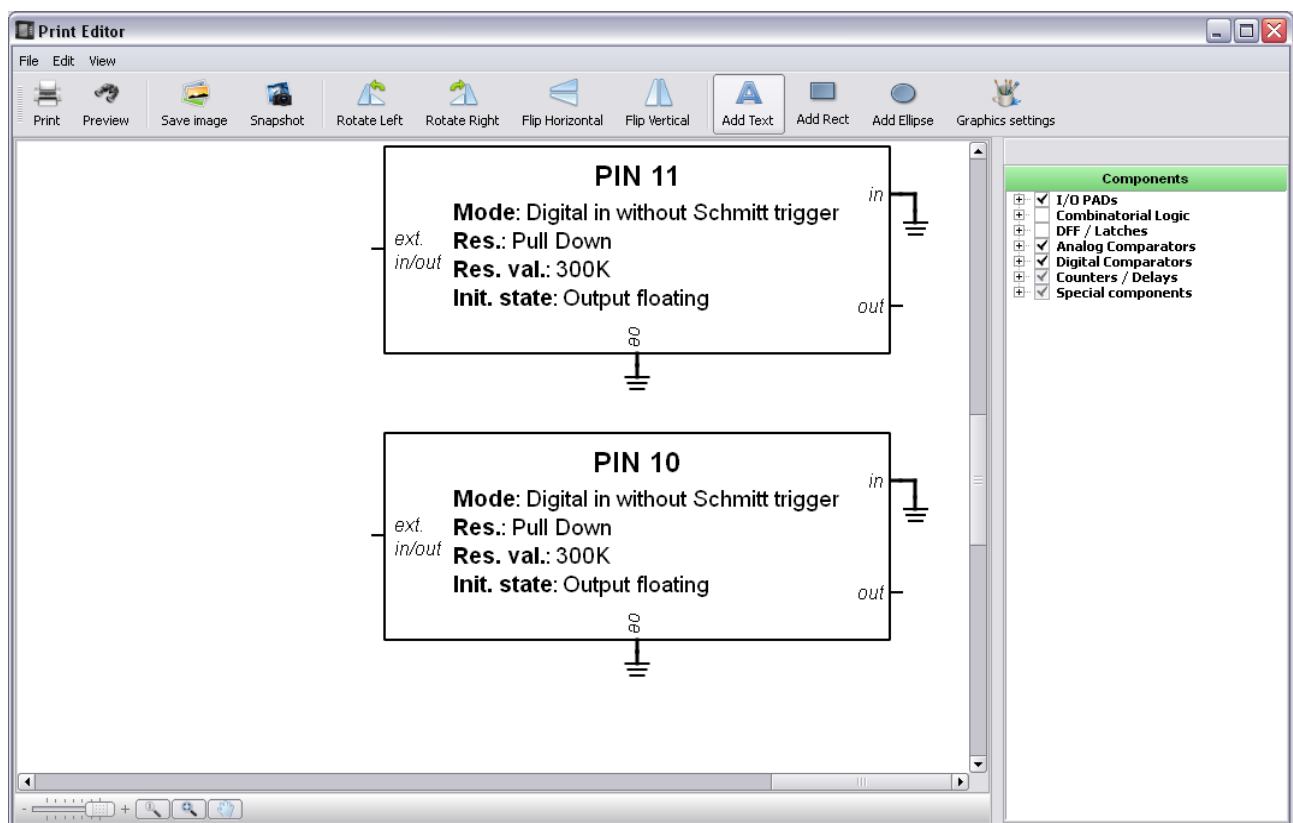 Print Editor
File Edit View
Print Preview Save image Snapshot Rotate Left Rotate Right Flip Horizontal Flip Vertical Add Text Add Rect Add Ellipse Graphics settings
PIN 11
in
Mode: Digital in without Schmitt trigger
ext.
in/out
Res.: Pull Down
Res. val.: 300K
Init. state: Output floating
out
oe
PIN 10
in
Mode: Digital in without Schmitt trigger
ext.
in/out
Res.: Pull Down
Res. val.: 300K
Init. state: Output floating
out
oe
Components
I/O PADs
Combinatorial Logic
DFF / Latches
Analog Comparators
Digital Comparators
Counters / Delays
Special components
- +